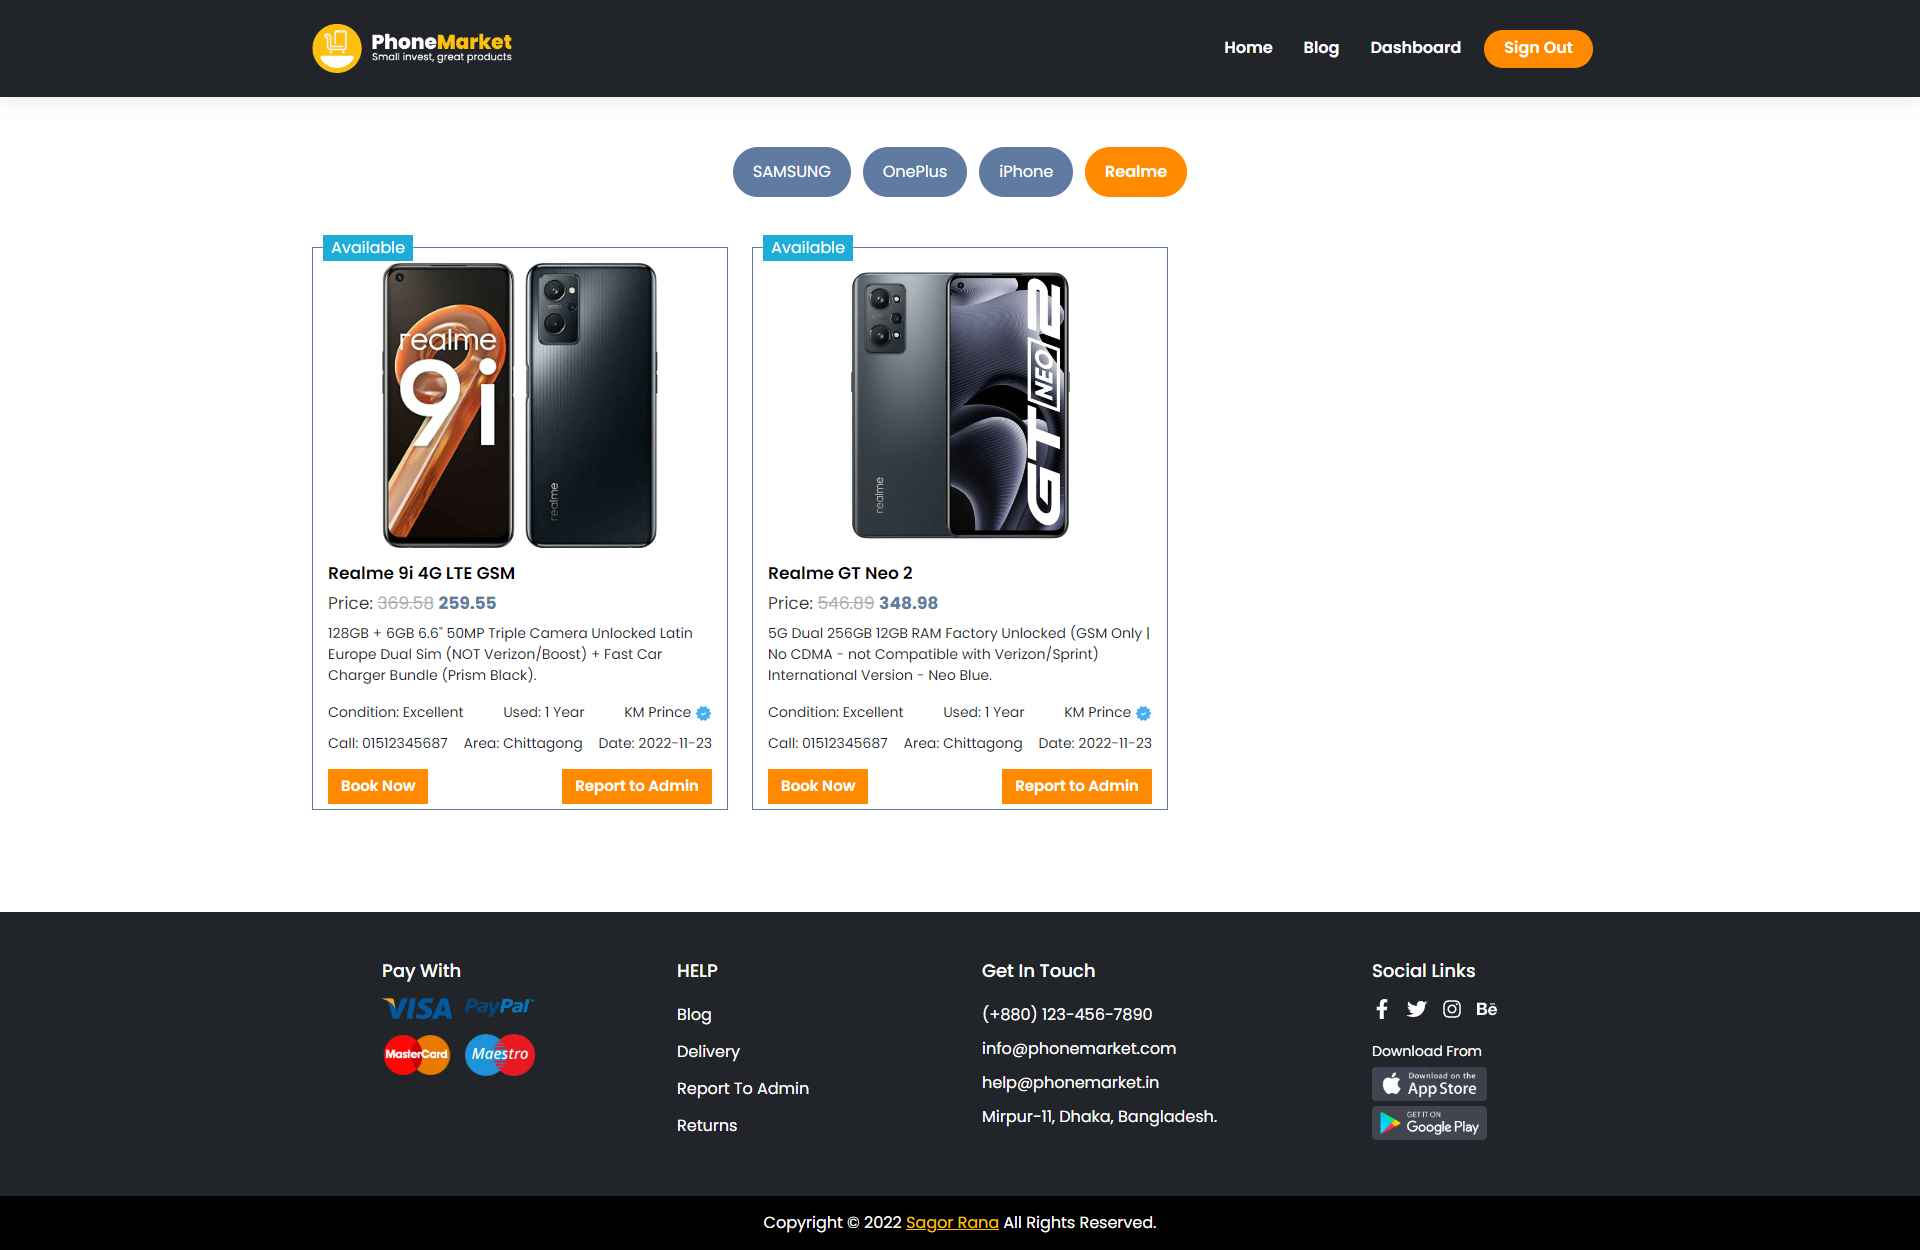 PhoneMarket
Small invest, great products
Home Blog Dashboard Sign Out
SAMSUNG OnePlus iPhone Realme
Available
realme
9i
realme
Realme 9i 4G LTE GSM
Price: 369.58 259.55
128GB + 6GB 6.6" 50MP Triple Camera Unlocked Latin
Europe Dual Sim (NOT Verizon/Boost) + Fast Car
Charger Bundle (Prism Black).
Condition: Excellent Used: 1 Year KM Prince
Call: 01512345687 Area: Chittagong Date: 2022-11-23
Book Now Report to Admin
Available
realme
GT NEO 2
Realme GT Neo 2
Price: 546.89 348.98
5G Dual 256GB 12GB RAM Factory Unlocked (GSM Only |
No CDMA - not Compatible with Verizon/Sprint)
International Version - Neo Blue.
Condition: Excellent Used: 1 Year KM Prince
Call: 01512345687 Area: Chittagong Date: 2022-11-23
Book Now Report to Admin
Pay With
VISA PayPal
MasterCard Maestro
HELP
Blog
Delivery
Report To Admin
Returns
Get In Touch
(+880) 123-456-7890
info@phonemarket.com
help@phonemarket.in
Mirpur-11, Dhaka, Bangladesh.
Social Links
Bē
Download From
Download on the
App Store
GET IT ON
Google Play
Copyright © 2022 Sagor Rana All Rights Reserved.